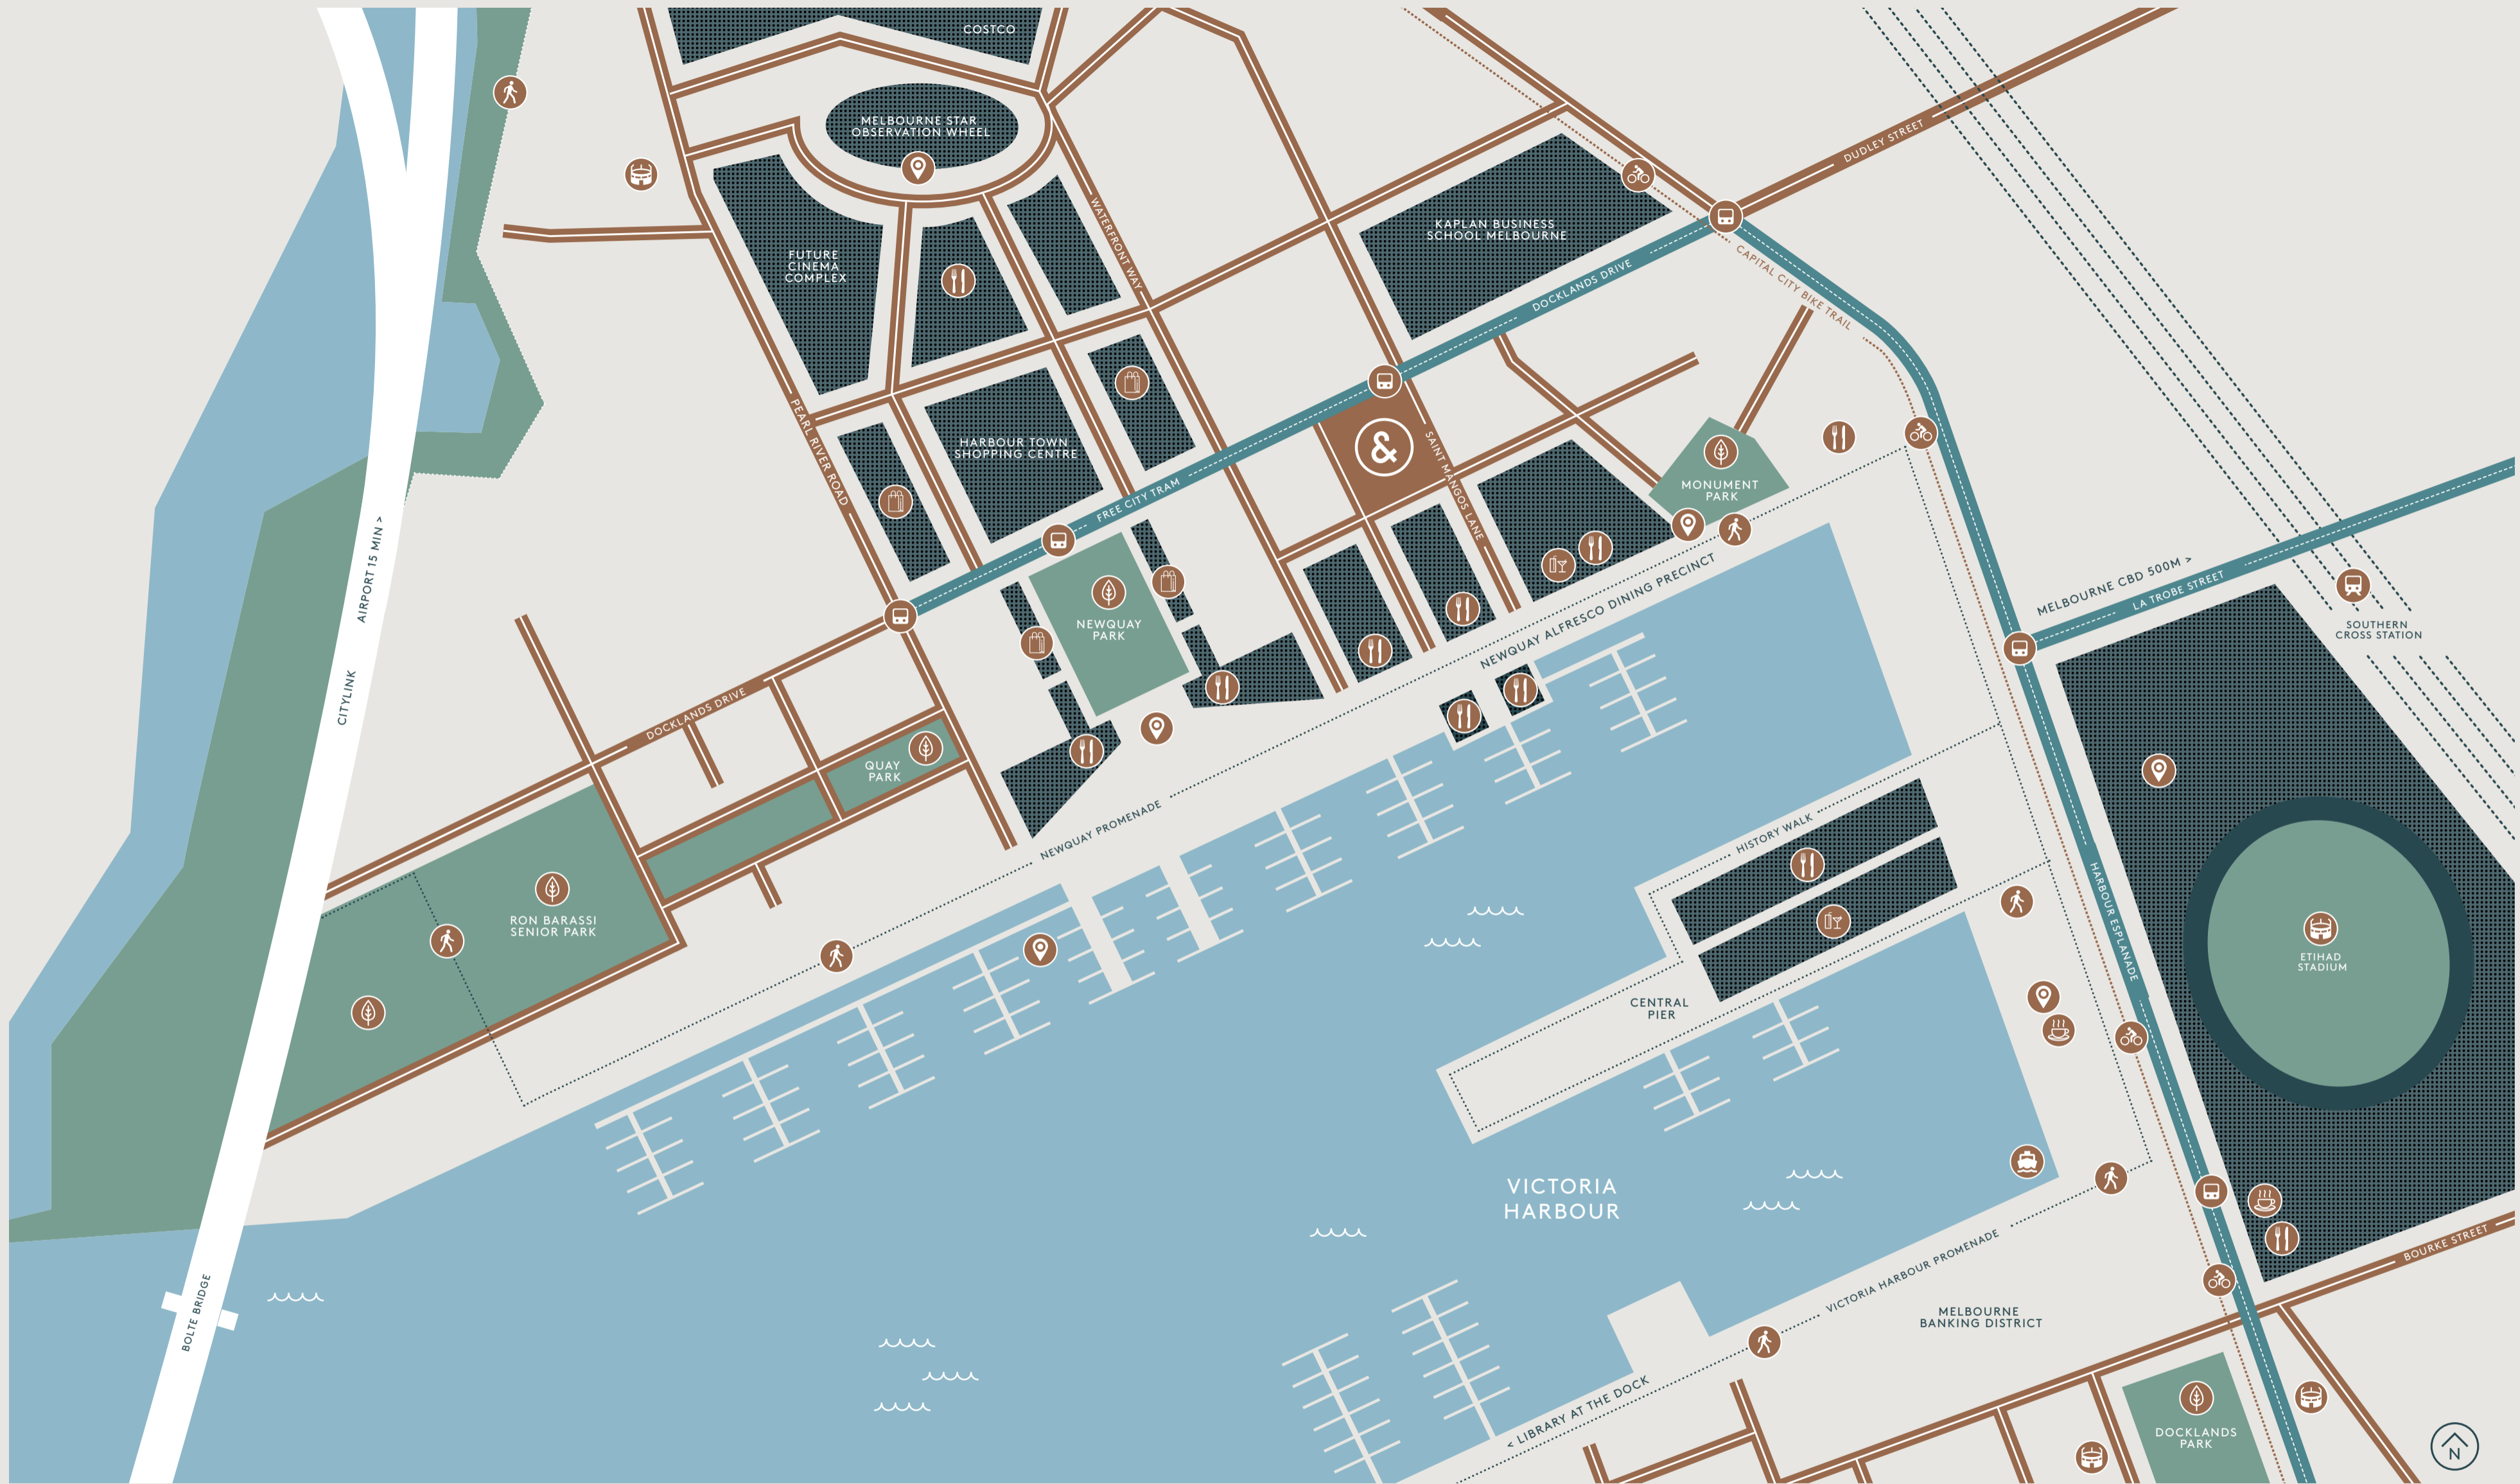 COSTCO
MELBOURNE STAR
OBSERVATION WHEEL
DUDLEY STREET
WATERFRONT WAY
KAPLAN BUSINESS
SCHOOL MELBOURNE
FUTURE
CINEMA
COMPLEX
DOCKLANDS DRIVE
CAPITAL CITY BIKE TRAIL
PEARL RIVER ROAD
HARBOUR TOWN
SHOPPING CENTRE
&
SAINT MANGOS LANE
MONUMENT
PARK
FREE CITY TRAM
AIRPORT 15 MIN >
CITYLINK
NEWQUAY
PARK
NEWQUAY ALFRESCO DINING PRECINCT
MELBOURNE CBD 500M >
LA TROBE STREET
SOUTHERN
CROSS STATION
DOCKLANDS DRIVE
QUAY
PARK
NEWQUAY PROMENADE
HISTORY WALK
RON BARASSI
SENIOR PARK
HARBOUR ESPLANADE
ETIHAD
STADIUM
CENTRAL
PIER
VICTORIA
HARBOUR
BOLTE BRIDGE
VICTORIA HARBOUR PROMENADE
BOURKE STREET
MELBOURNE
BANKING DISTRICT
< LIBRARY AT THE DOCK
DOCKLANDS
PARK
N